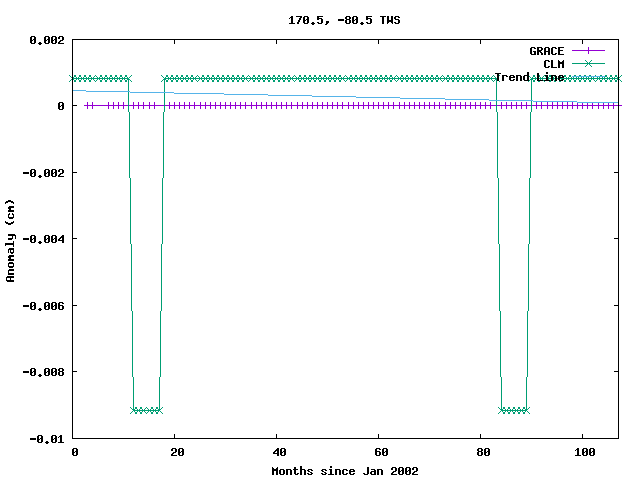 170.5, -80.5 TWS
GRACE
CLM
Trend Line
0.002
0
-0.002
-0.004
-0.006
-0.008
-0.01
Anomaly (cm)
0 20 40 60 80 100
Months since Jan 2002